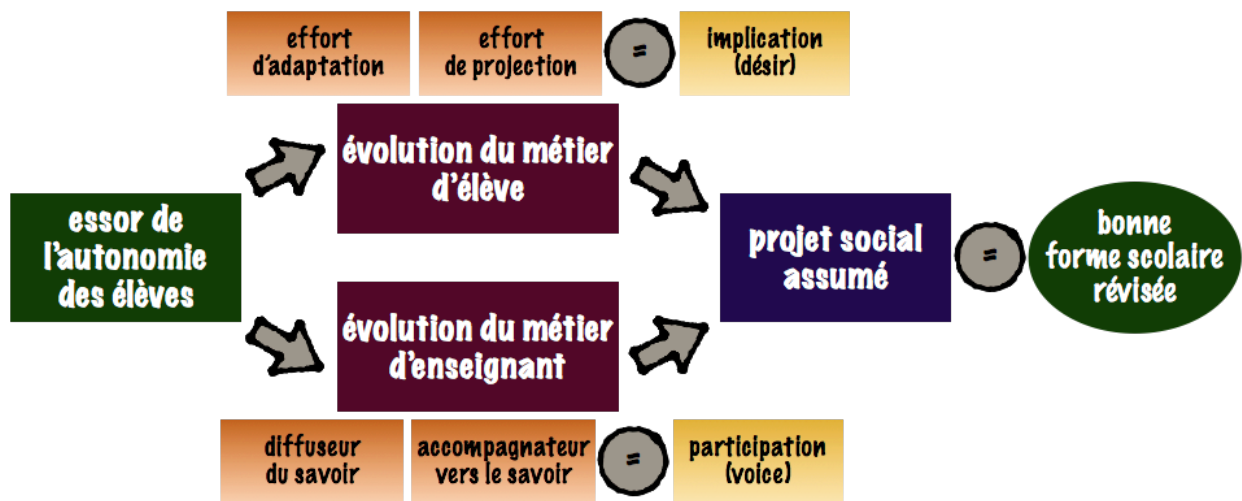 effort
d'adaptation
effort
de projection
=
implication
(désir)
évolution du métier
d'élève
essor de
l'autonomie
des élèves
projet social
assumé
=
bonne
forme scolaire
révisée
évolution du métier
d'enseignant
diffuseur
du savoir
accompagnateur
vers le savoir
=
participation
(voice)